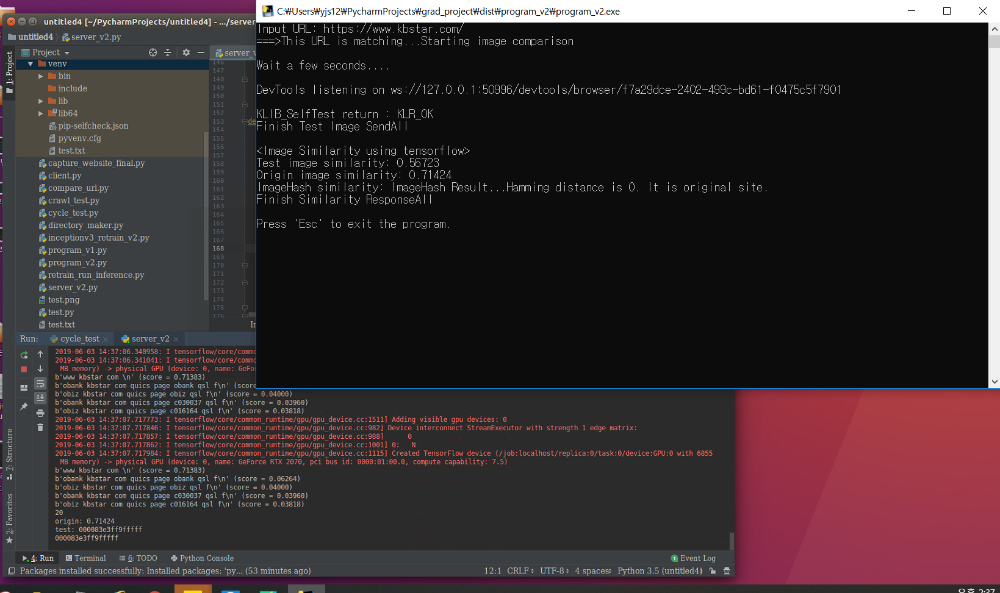 untitled4 [~/PycharmProjects/untitled4] - .../server
untitled4 server_v2.py
1: Project
Project
server_v
venv
bin
include
lib
lib64
pip-selfcheck.json
pyvenv.cfg
test.txt
capture_website_final.py
client.py
compare_url.py
crawl_test.py
cycle_test.py
directory_maker.py
inceptionv3_retrain_v2.py
program_v1.py
program_v2.py
retrain_run_inference.py
server_v2.py
test.png
test.py
test.txt
146
147
148
149
150
151
152
153 de
154
155
156
157
158
159
160
161
162
163
164
165
166
167
168
169
170
171
172
173
174
175
176
C:₩Users₩yjs12₩PycharmProjects₩grad_project₩dist₩program_v2₩program_v2.exe
Input URL: https://www.kbstar.com/
===>This URL is matching...Starting image comparison
Wait a few seconds....
DevTools listening on ws://127.0.0.1:50996/devtools/browser/f7a29dce-2402-499c-bd61-f0475c5f7901
KLIB_SelfTest return : KLR_OK
Finish Test Image SendAll
<Image Similarity using tensorflow>
Test image similarity: 0.56723
Origin image similarity: 0.71424
ImageHash similarity: ImageHash Result...Hamming distance is 0. It is original site.
Finish Similarity ResponseAll
Press 'Esc' to exit the program.
Run: cycle_test server_v2
2019-06-03 14:37:06.340958: I tensorflow/core/commo
2019-06-03 14:37:06.341041: I tensorflow/core/commo
MB memory) -> physical GPU (device: 0, name: GeFor
b'www kbstar com \n' (score = 0.71383)
b'obank kbstar com quics page obank qsl f\n' (score
b'obiz kbstar com quics page obiz qsl f\n' (score = 0.04000)
b'obank kbstar com quics page c030037 qsl f\n' (score = 0.03960)
b'obiz kbstar com quics page c016164 qsl f\n' (score = 0.03818)
2019-06-03 14:37:07.717773: I tensorflow/core/common_runtime/gpu/gpu_device.cc:1511] Adding visible gpu devices: 0
2019-06-03 14:37:07.717846: I tensorflow/core/common_runtime/gpu/gpu_device.cc:982] Device interconnect StreamExecutor with strength 1 edge matrix:
2019-06-03 14:37:07.717857: I tensorflow/core/common_runtime/gpu/gpu_device.cc:988] 0
2019-06-03 14:37:07.717862: I tensorflow/core/common_runtime/gpu/gpu_device.cc:1001] 0: N
2019-06-03 14:37:07.717984: I tensorflow/core/common_runtime/gpu/gpu_device.cc:1115] Created TensorFlow device (/job:localhost/replica:0/task:0/device:GPU:0 with 6855
MB memory) -> physical GPU (device: 0, name: GeForce RTX 2070, pci bus id: 0000:01:00.0, compute capability: 7.5)
b'www kbstar com \n' (score = 0.71383)
b'obank kbstar com quics page obank qsl f\n' (score = 0.06264)
b'obiz kbstar com quics page obiz qsl f\n' (score = 0.04000)
b'obank kbstar com quics page c030037 qsl f\n' (score = 0.03960)
b'obiz kbstar com quics page c016164 qsl f\n' (score = 0.03818)
20
origin: 0.71424
test: 000083e3ff9fffff
000083e3ff9fffff
7: Structure
2: Favorites
4: Run Terminal 6: TODO Python Console 1 Event Log
Packages installed successfully: Installed packages: 'py... (53 minutes ago) 12:1 CRLF UTF-8 4 spaces Python 3.5 (untitled4)
오후 2:37